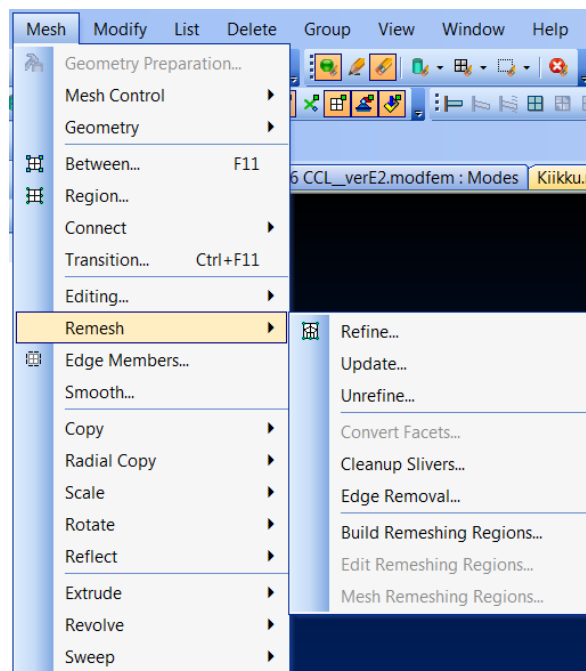 Mesh Modify List Delete Group View Window Help
Geometry Preparation...
Mesh Control
Geometry
6 CCL__verE2.modfem : Modes Kiikku.
Between... F11
Region...
Connect
Transition... Ctrl+F11
Editing...
Remesh
Edge Members...
Smooth...
Copy
Radial Copy
Scale
Rotate
Reflect
Extrude
Revolve
Sweep
Refine...
Update...
Unrefine...
Convert Facets...
Cleanup Slivers...
Edge Removal...
Build Remeshing Regions...
Edit Remeshing Regions...
Mesh Remeshing Regions...